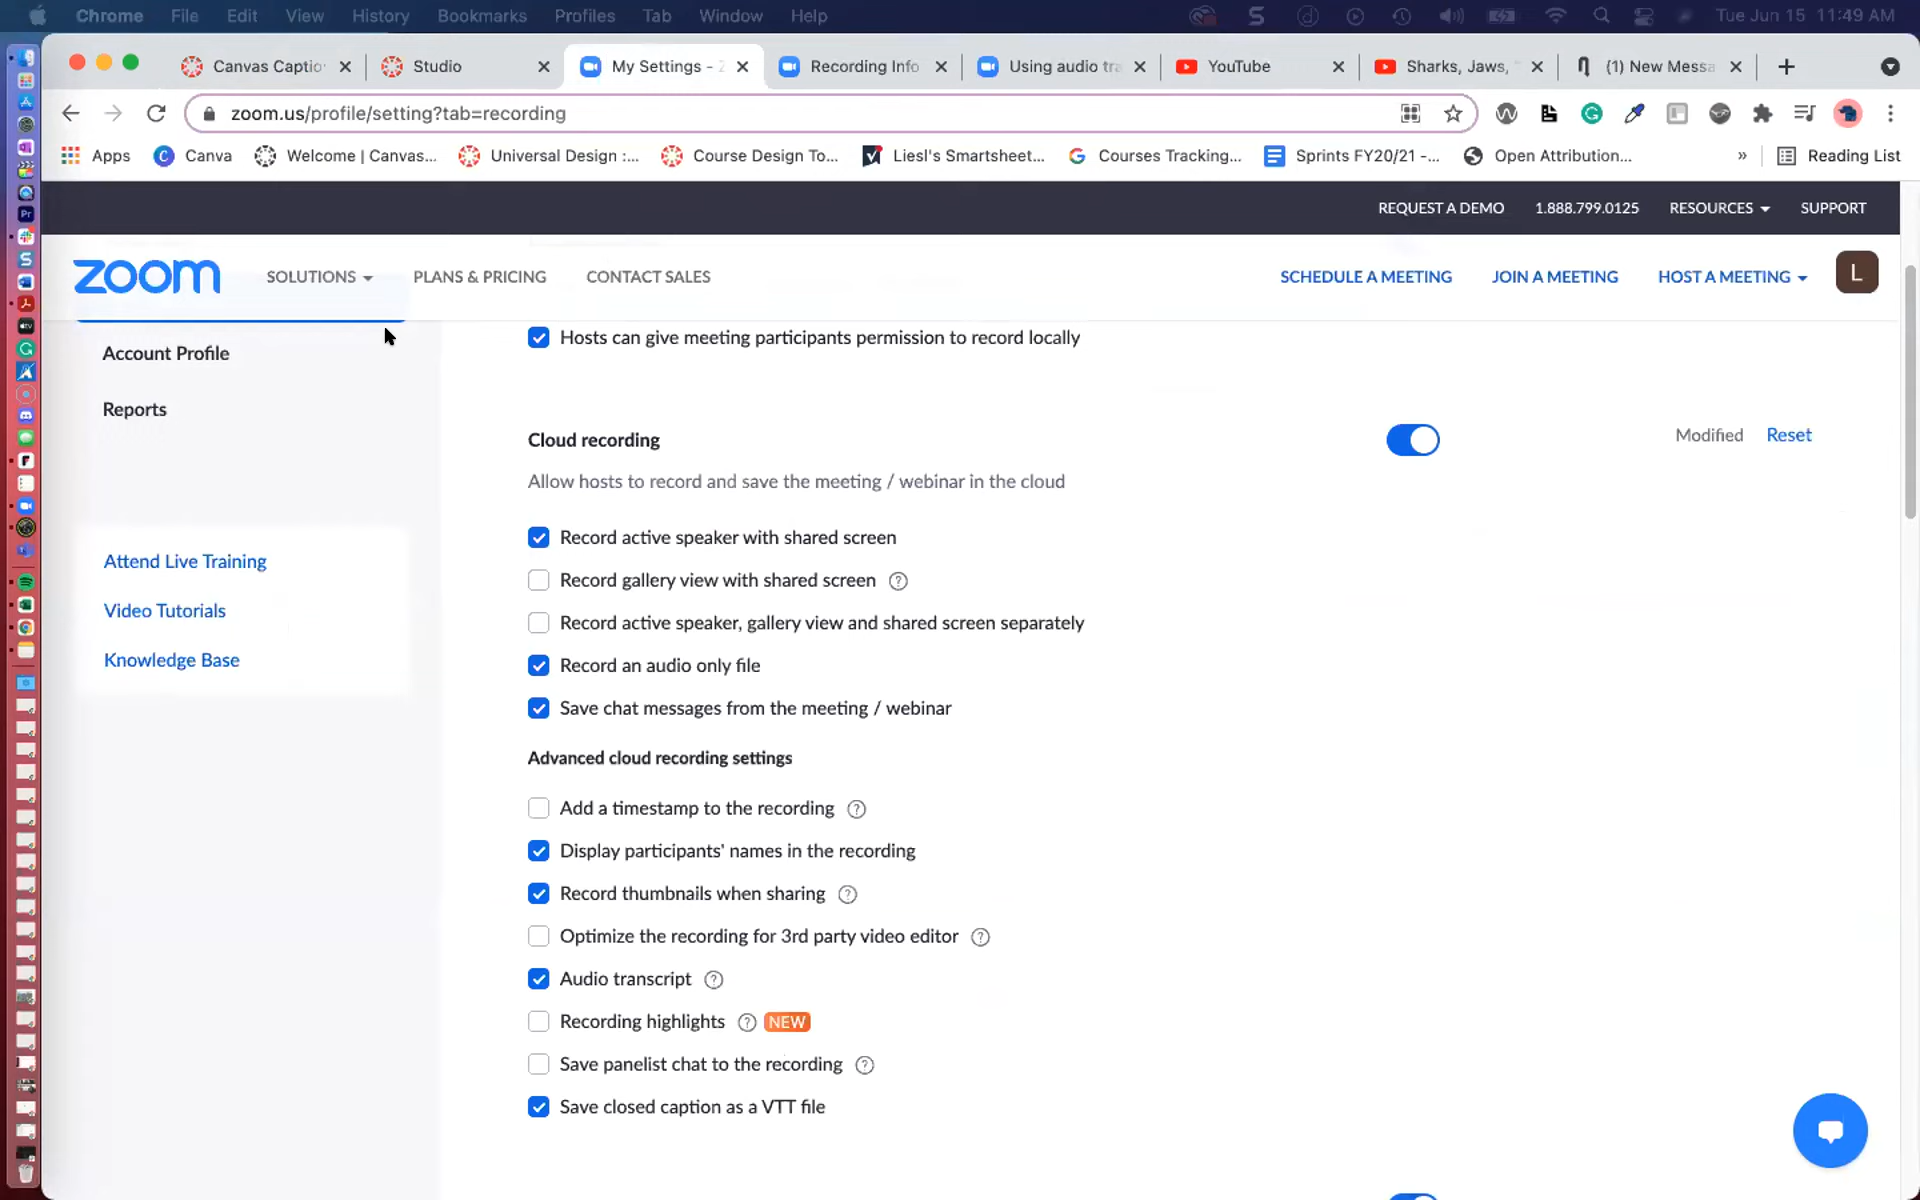 Chrome File Edit View History Bookmarks Profiles Tab Window Help Tue Jun 15 11:49 AM
Canvas Captio Studio My Settings - Z Recording Info Using audio tra YouTube Sharks, Jaws, (1) New Messa
zoom.us/profile/setting?tab=recording
Apps Canva Welcome | Canvas... Universal Design :... Course Design To... Liesl's Smartsheet... Courses Tracking,... Sprints FY20/21 -... Open Attribution... » Reading List
REQUEST A DEMO 1.888.799.0125 RESOURCES SUPPORT
zoom SOLUTIONS PLANS & PRICING CONTACT SALES SCHEDULE A MEETING JOIN A MEETING HOST A MEETING L
Account Profile
Reports
Attend Live Training
Video Tutorials
Knowledge Base
Hosts can give meeting participants permission to record locally
Cloud recording Modified Reset
Allow hosts to record and save the meeting / webinar in the cloud
Record active speaker with shared screen
Record gallery view with shared screen ?
Record active speaker, gallery view and shared screen separately
Record an audio only file
Save chat messages from the meeting / webinar
Advanced cloud recording settings
Add a timestamp to the recording ?
Display participants' names in the recording
Record thumbnails when sharing ?
Optimize the recording for 3rd party video editor ?
Audio transcript ?
Recording highlights ? NEW
Save panelist chat to the recording ?
Save closed caption as a VTT file